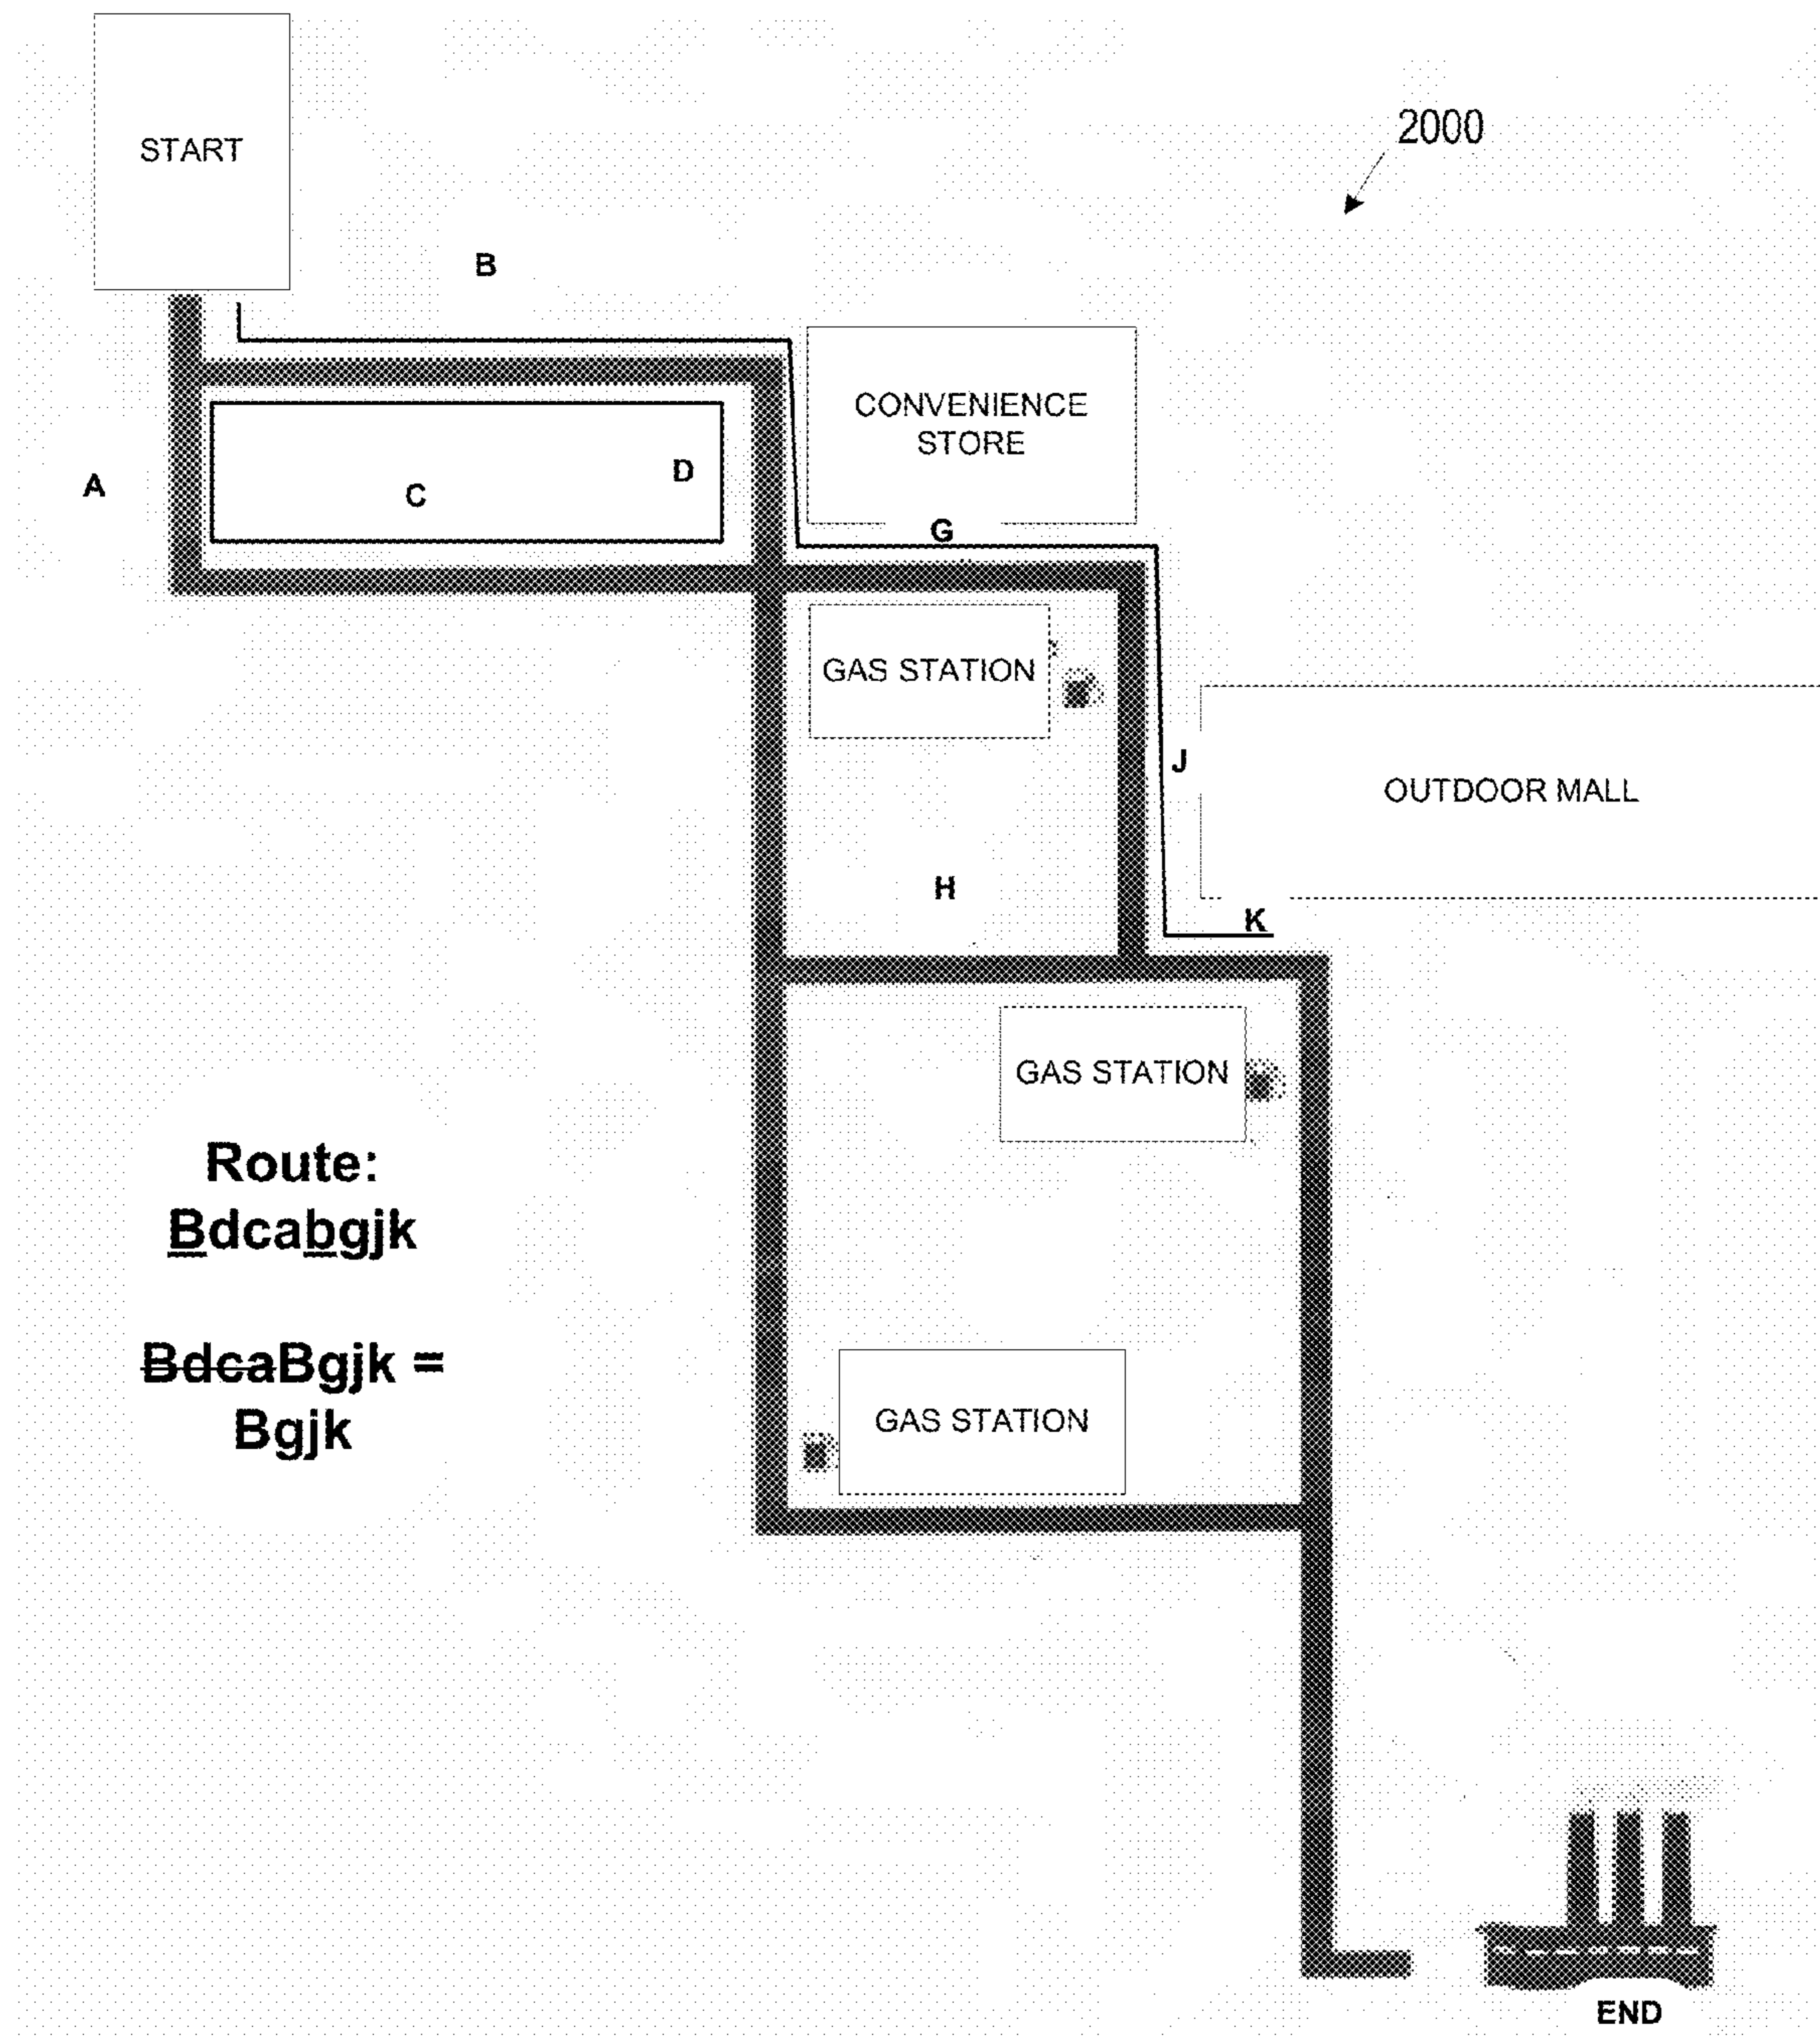 START
2000
B
CONVENIENCE
STORE
A
C
D
G
GAS STATION
J
OUTDOOR MALL
H
K
GAS STATION
Route:
Bdcabgjk
BdcaBgjk =
Bgjk
GAS STATION
END